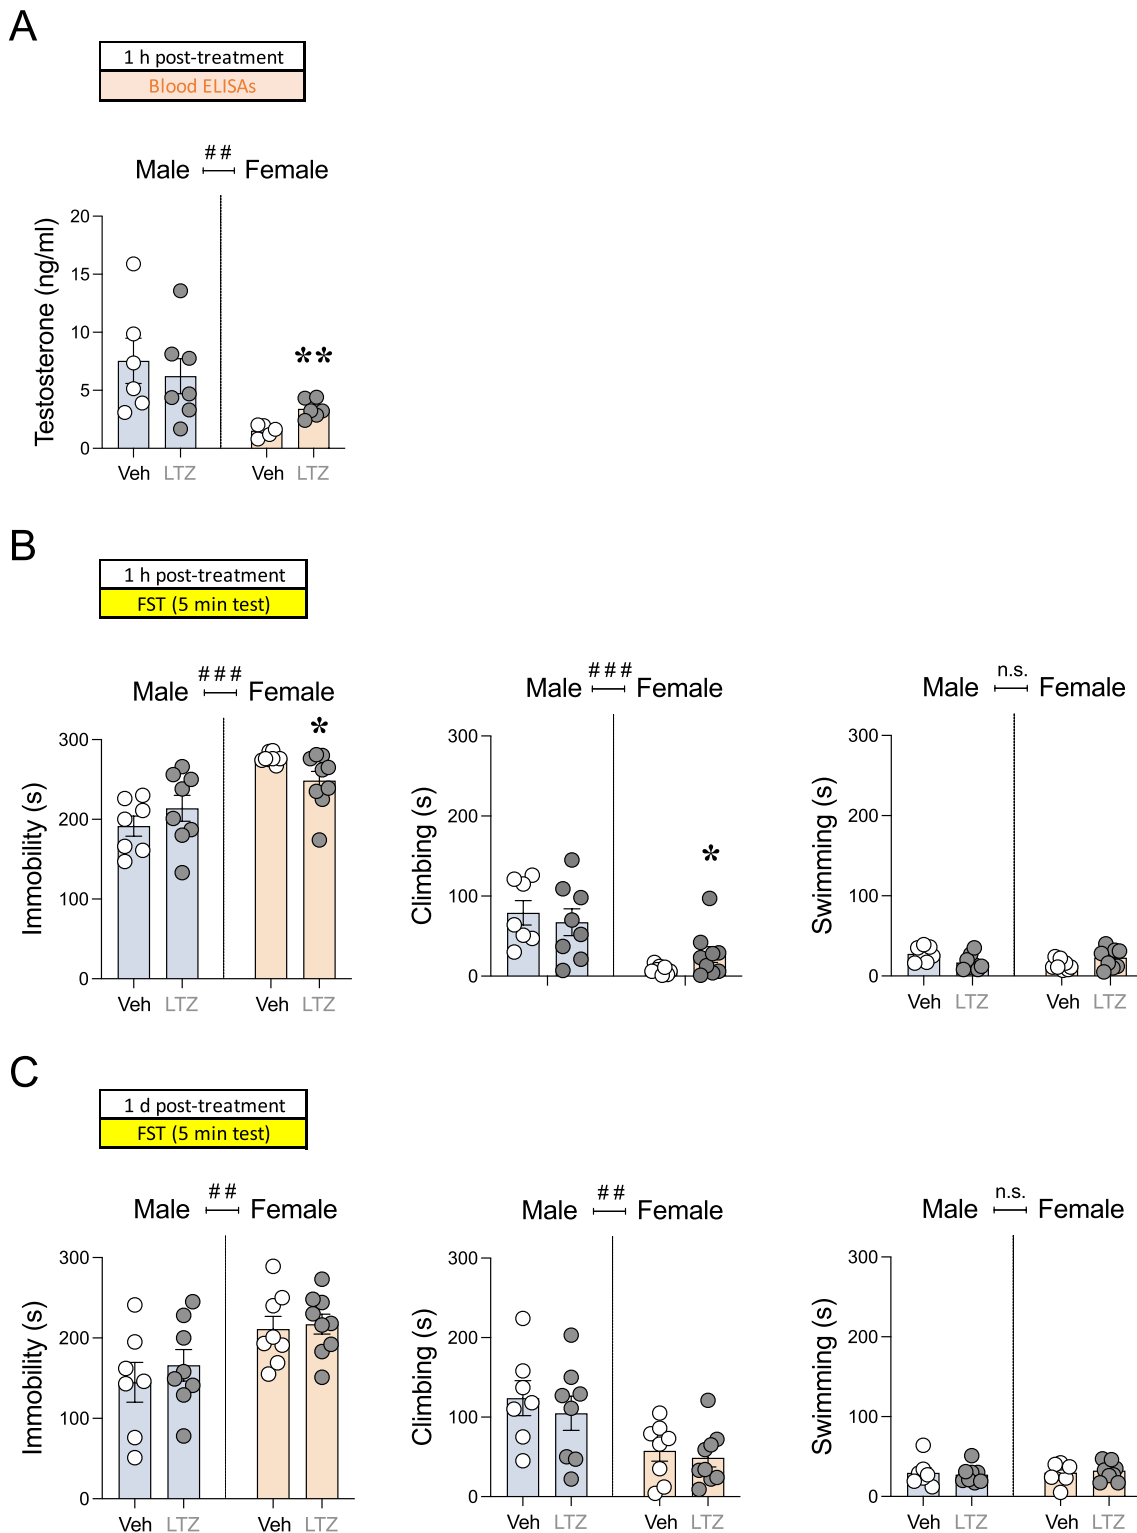 A
1 h post-treatment
Blood ELISAs
Male ## Female
Testosterone (ng/ml)
20
15
10
5
0
**
Veh LTZ Veh LTZ
B
1 h post-treatment
FST (5 min test)
Male ### Female
Immobility (s)
300
200
100
0
*
Veh LTZ Veh LTZ
Male ### Female
Climbing (s)
300
200
100
0
*
Male n.s. Female
Swimming (s)
300
200
100
0
Veh LTZ Veh LTZ
C
1 d post-treatment
FST (5 min test)
Male ## Female
Immobility (s)
300
200
100
0
Veh LTZ Veh LTZ
Male ## Female
Climbing (s)
300
200
100
0
Veh LTZ Veh LTZ
Male n.s. Female
Swimming (s)
300
200
100
0
Veh LTZ Veh LTZ